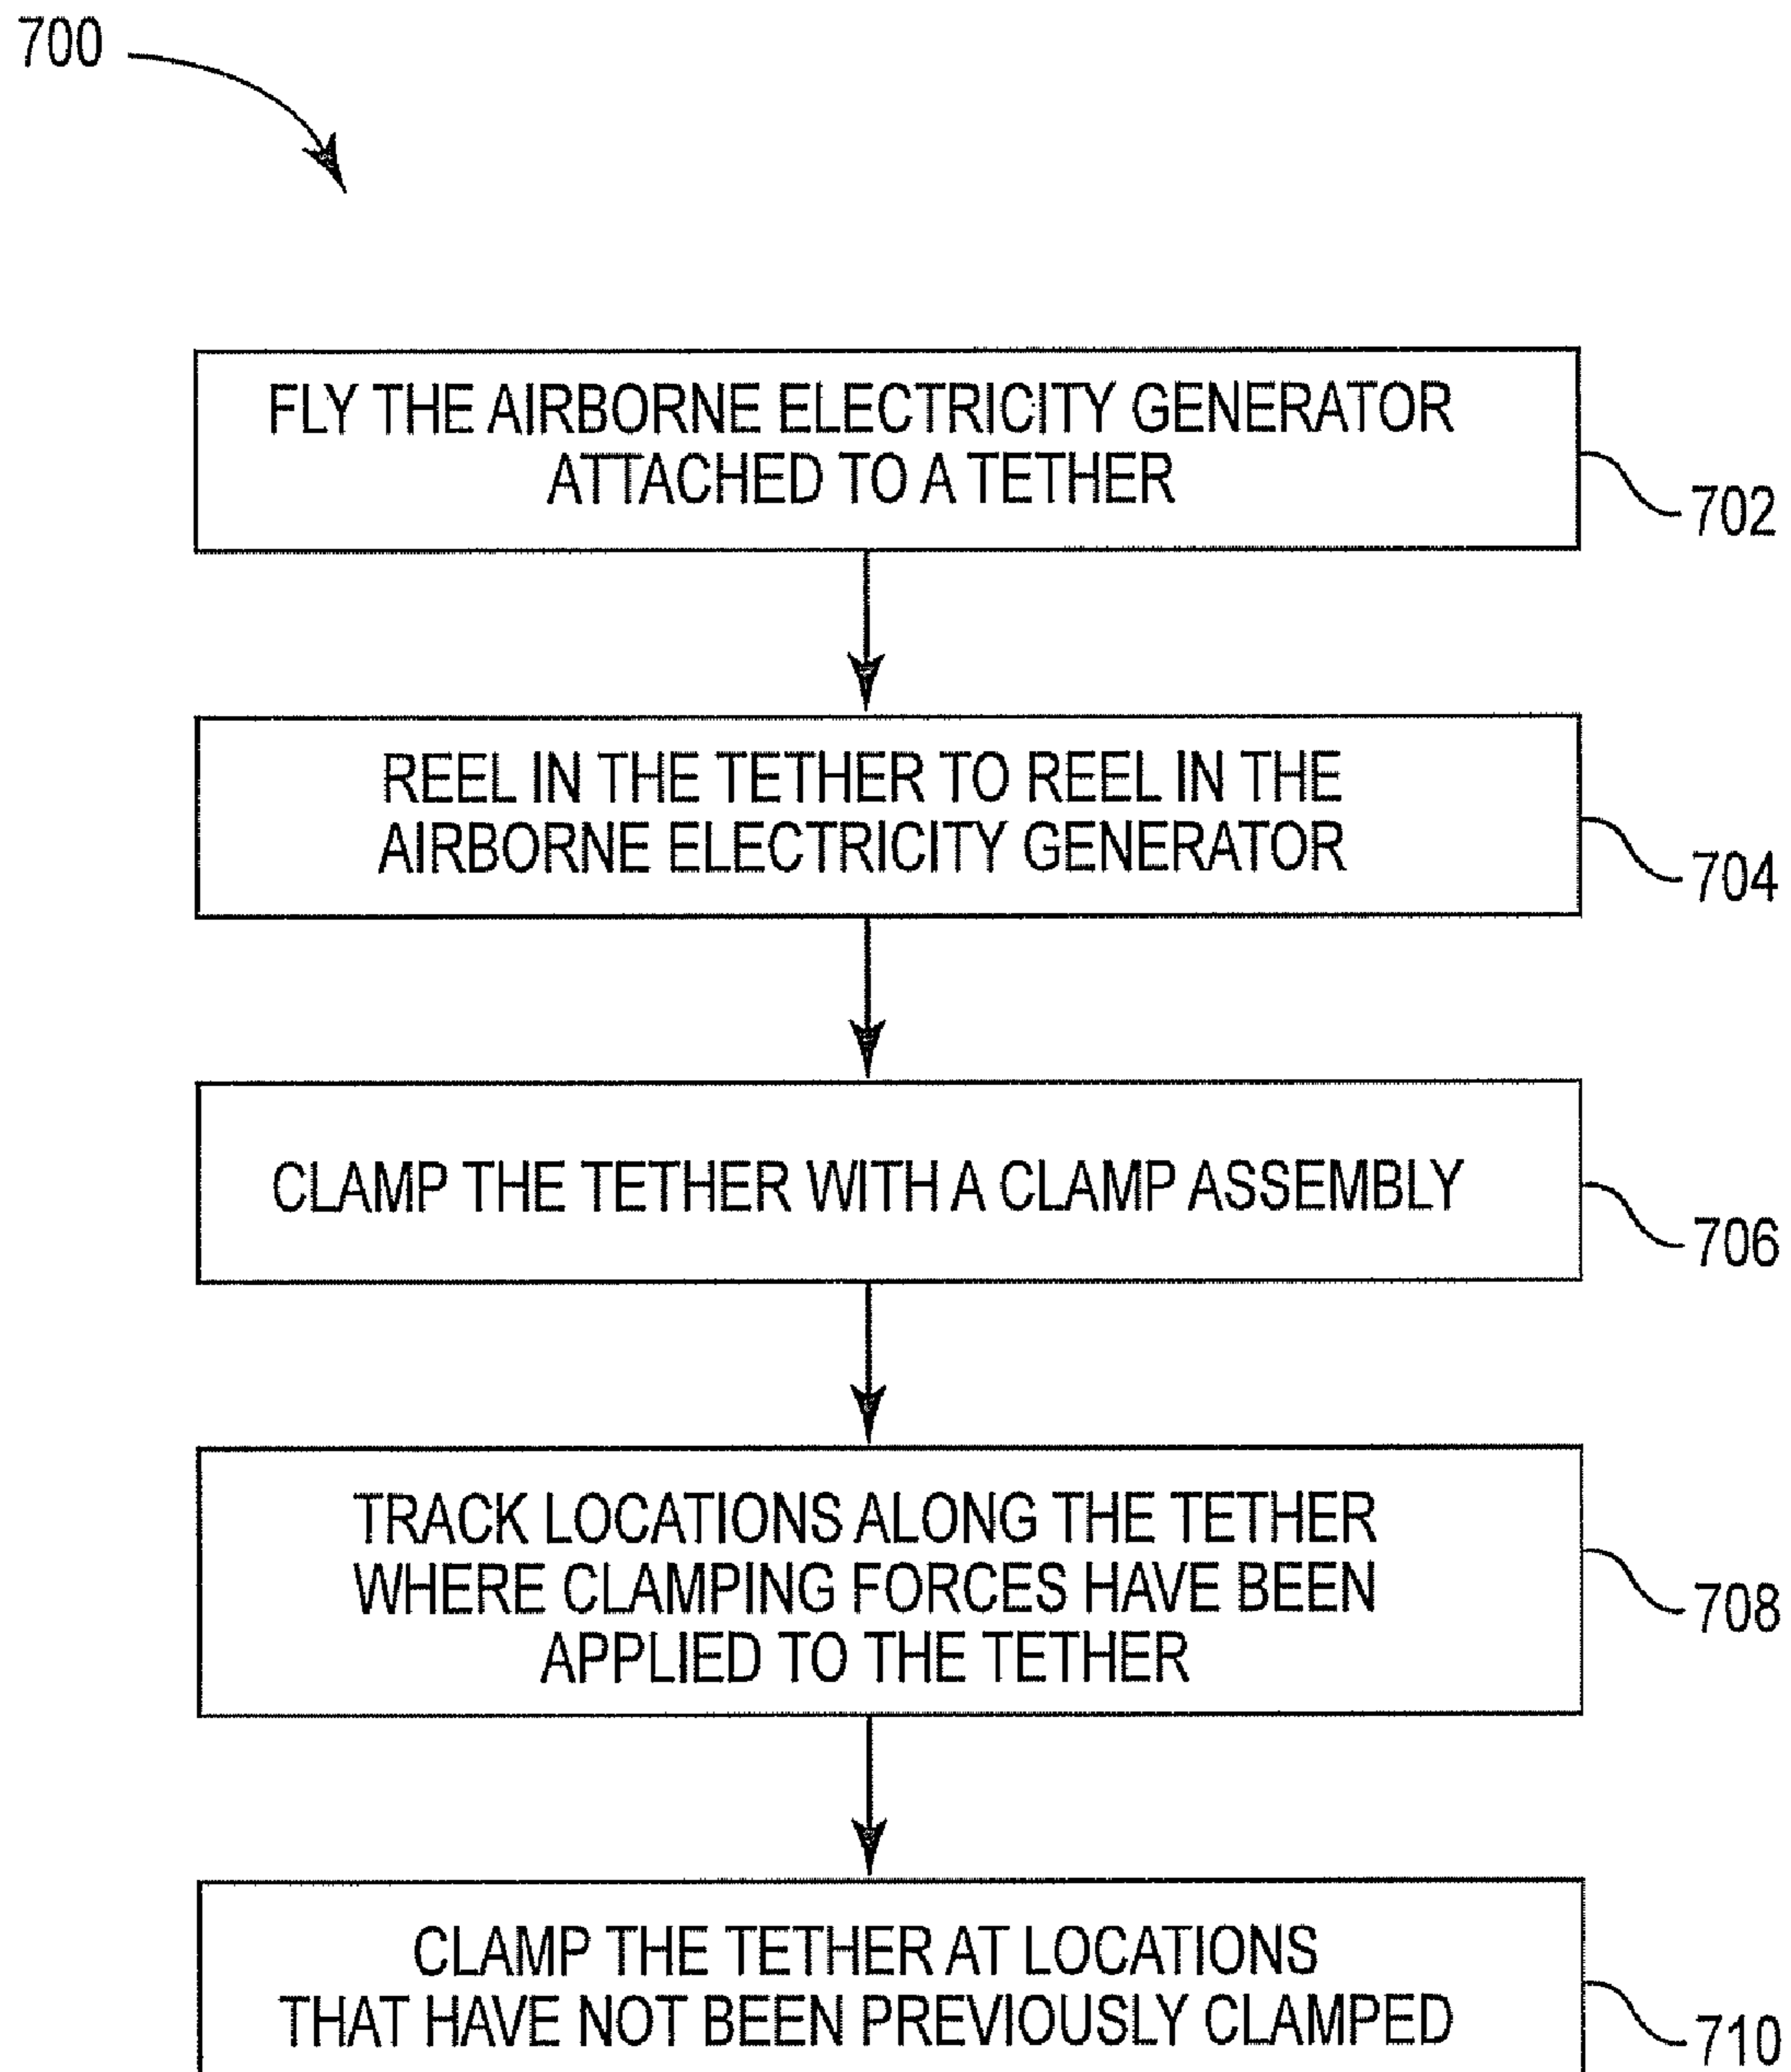 700
FLY THE AIRBORNE ELECTRICITY GENERATOR
ATTACHED TO A TETHER
702
REEL IN THE TETHER TO REEL IN THE
AIRBORNE ELECTRICITY GENERATOR
704
CLAMP THE TETHER WITH A CLAMP ASSEMBLY
706
TRACK LOCATIONS ALONG THE TETHER
WHERE CLAMPING FORCES HAVE BEEN
APPLIED TO THE TETHER
708
CLAMP THE TETHER AT LOCATIONS
THAT HAVE NOT BEEN PREVIOUSLY CLAMPED
710